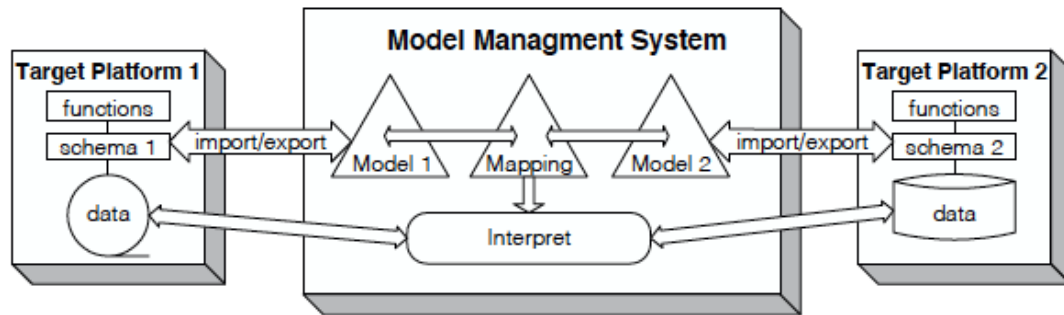 Model Managment System
Target Platform 1
functions
schema 1
data
import/export
Model 1
Mapping
Model 2
import/export
Interpret
Target Platform 2
functions
schema 2
data